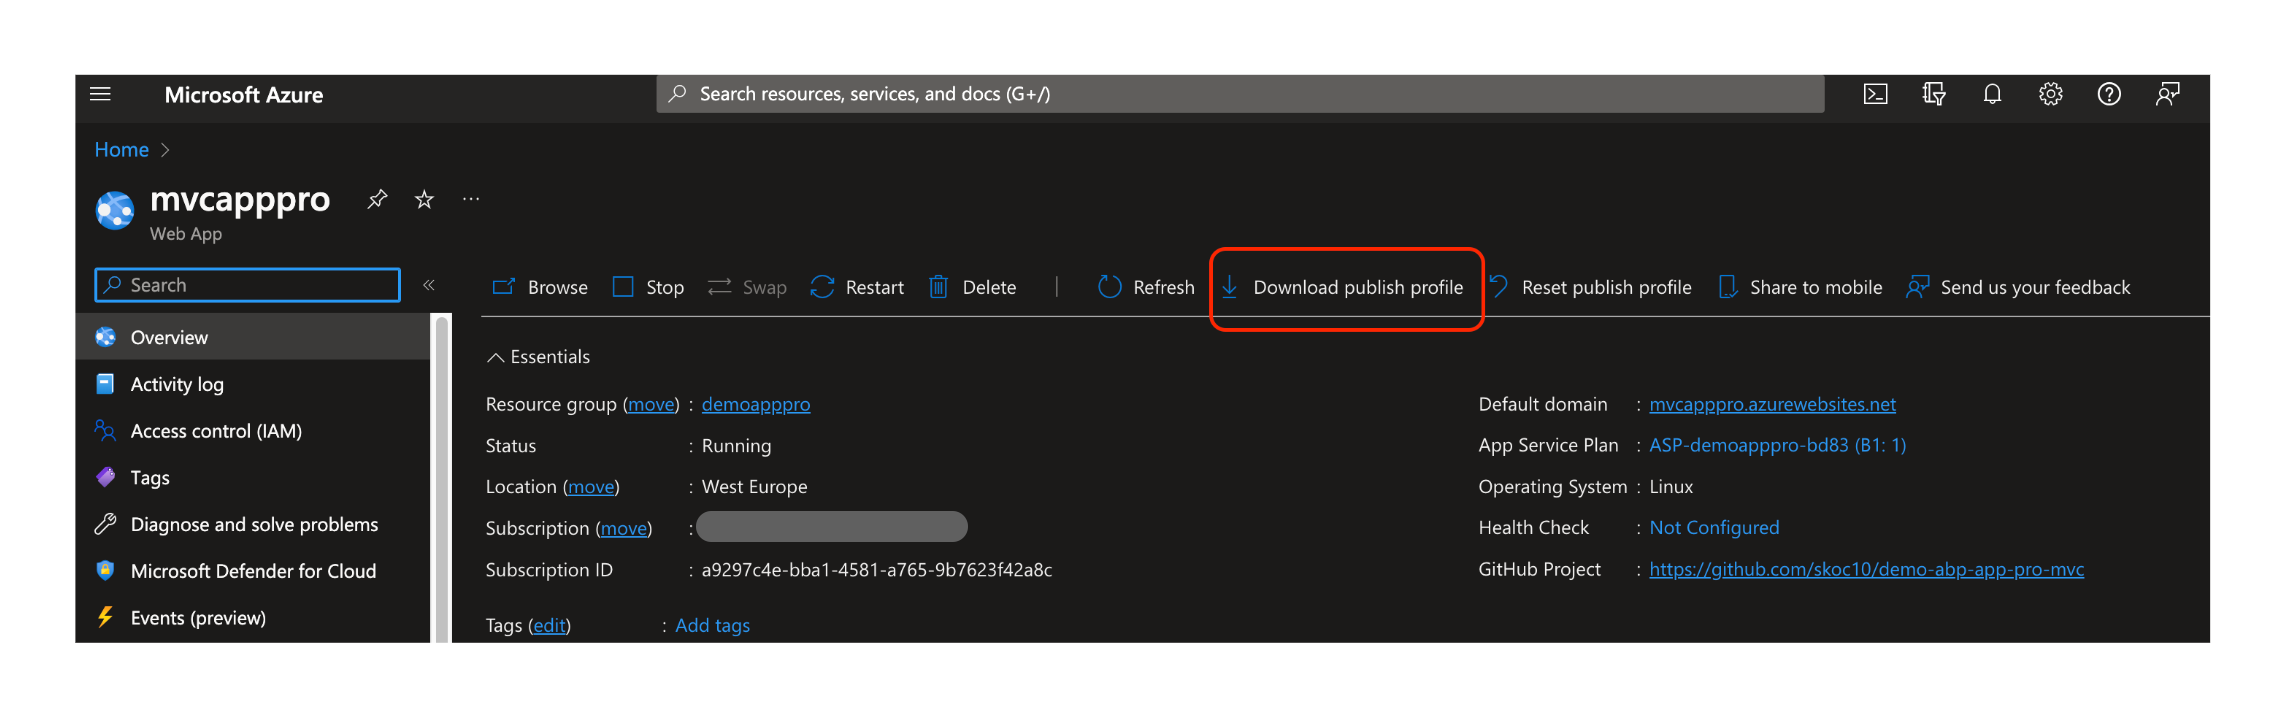 Microsoft Azure
Search resources, services, and docs (G+/)
Home >
mvcapppro
Web App
Search
«
Browse Stop Swap Restart Delete | Refresh Download publish profile Reset publish profile Share to mobile Send us your feedback
Overview
Activity log
Access control (IAM)
Tags
Diagnose and solve problems
Microsoft Defender for Cloud
Events (preview)
Essentials
Resource group (move) : demoapppro
Status : Running
Location (move) : West Europe
Subscription (move) :
Subscription ID : a9297c4e-bba1-4581-a765-9b7623f42a8c
Tags (edit) : Add tags
Default domain : mvcapppro.azurewebsites.net
App Service Plan : ASP-demoapppro-bd83 (B1: 1)
Operating System : Linux
Health Check : Not Configured
GitHub Project : https://github.com/skoc10/demo-abp-app-pro-mvc